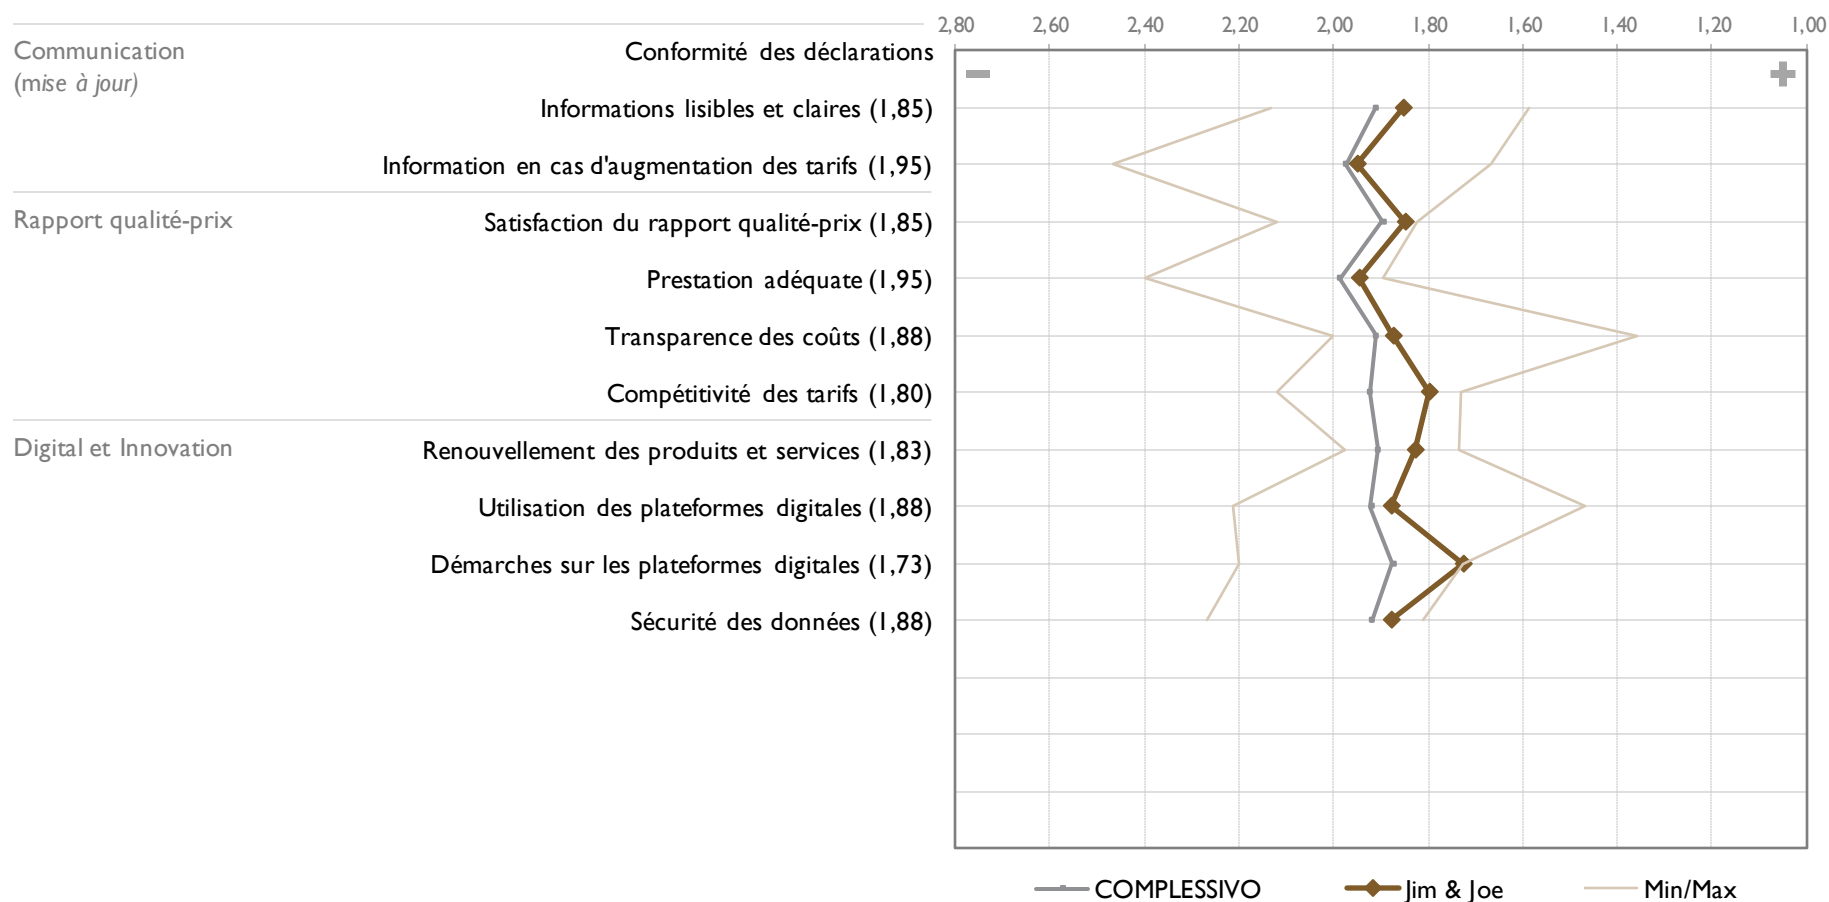 2,80 2,60 2,40 2,20 2,00 1,80 1,60 1,40 1,20 1,00
Communication
(mise à jour)
Conformité des déclarations
Informations lisibles et claires (1,85)
Information en cas d'augmentation des tarifs (1,95)
Rapport qualité-prix
Satisfaction du rapport qualité-prix (1,85)
Prestation adéquate (1,95)
Transparence des coûts (1,88)
Compétitivité des tarifs (1,80)
Digital et Innovation
Renouvellement des produits et services (1,83)
Utilisation des plateformes digitales (1,88)
Démarches sur les plateformes digitales (1,73)
Sécurité des données (1,88)
COMPLESSIVO Jim & Joe Min/Max